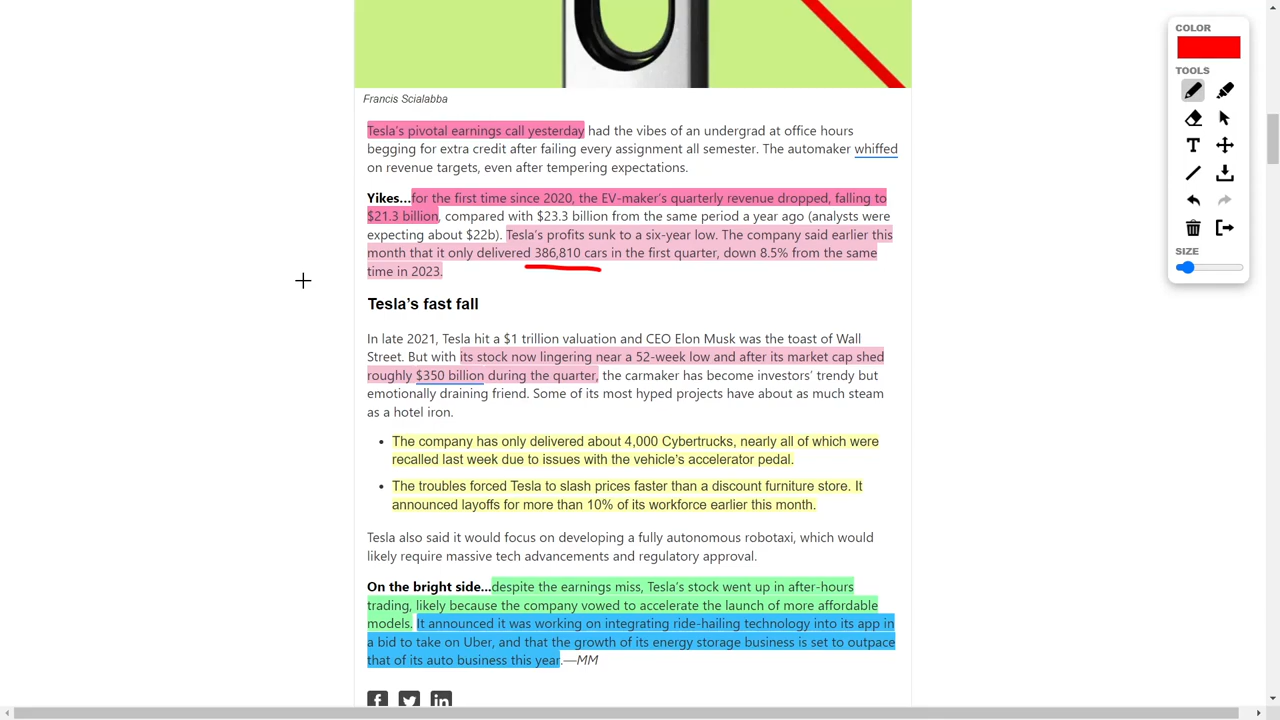 Francis Scialabba
COLOR
TOOLS
T
SIZE
Tesla's pivotal earnings call yesterday had the vibes of an undergrad at office hours
begging for extra credit after failing every assignment all semester. The automaker whiffed
on revenue targets, even after tempering expectations.
Yikes…for the first time since 2020, the EV-maker's quarterly revenue dropped, falling to
$21.3 billion, compared with $23.3 billion from the same period a year ago (analysts were
expecting about $22b). Tesla's profits sunk to a six-year low. The company said earlier this
month that it only delivered 386,810 cars in the first quarter, down 8.5% from the same
time in 2023.
Tesla's fast fall
In late 2021, Tesla hit a $1 trillion valuation and CEO Elon Musk was the toast of Wall
Street. But with its stock now lingering near a 52-week low and after its market cap shed
roughly $350 billion during the quarter, the carmaker has become investors' trendy but
emotionally draining friend. Some of its most hyped projects have about as much steam
as a hotel iron.
• The company has only delivered about 4,000 Cybertrucks, nearly all of which were
recalled last week due to issues with the vehicle's accelerator pedal.
• The troubles forced Tesla to slash prices faster than a discount furniture store. It
announced layoffs for more than 10% of its workforce earlier this month.
Tesla also said it would focus on developing a fully autonomous robotaxi, which would
likely require massive tech advancements and regulatory approval.
On the bright side…despite the earnings miss, Tesla's stock went up in after-hours
trading, likely because the company vowed to accelerate the launch of more affordable
models. It announced it was working on integrating ride-hailing technology into its app in
a bid to take on Uber, and that the growth of its energy storage business is set to outpace
that of its auto business this year.—MM
f in